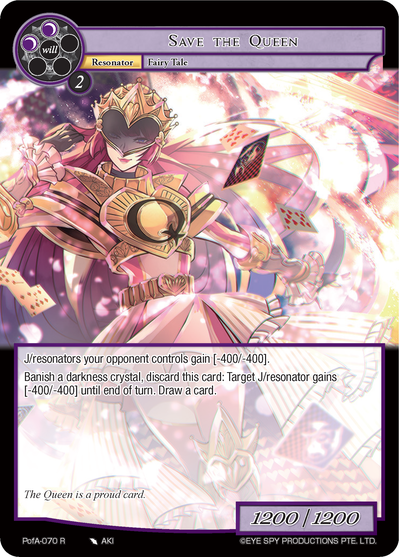 Save the Queen
will
Resonator
Fairy Tale
2
Q
J/resonators your opponent controls gain [-400/-400].
Banish a darkness crystal, discard this card: Target J/resonator gains
[-400/-400] until end of turn. Draw a card.
The Queen is a proud card.
1200 / 1200
PofA-070 R AKI
©EYE SPY PRODUCTIONS PTE. LTD.